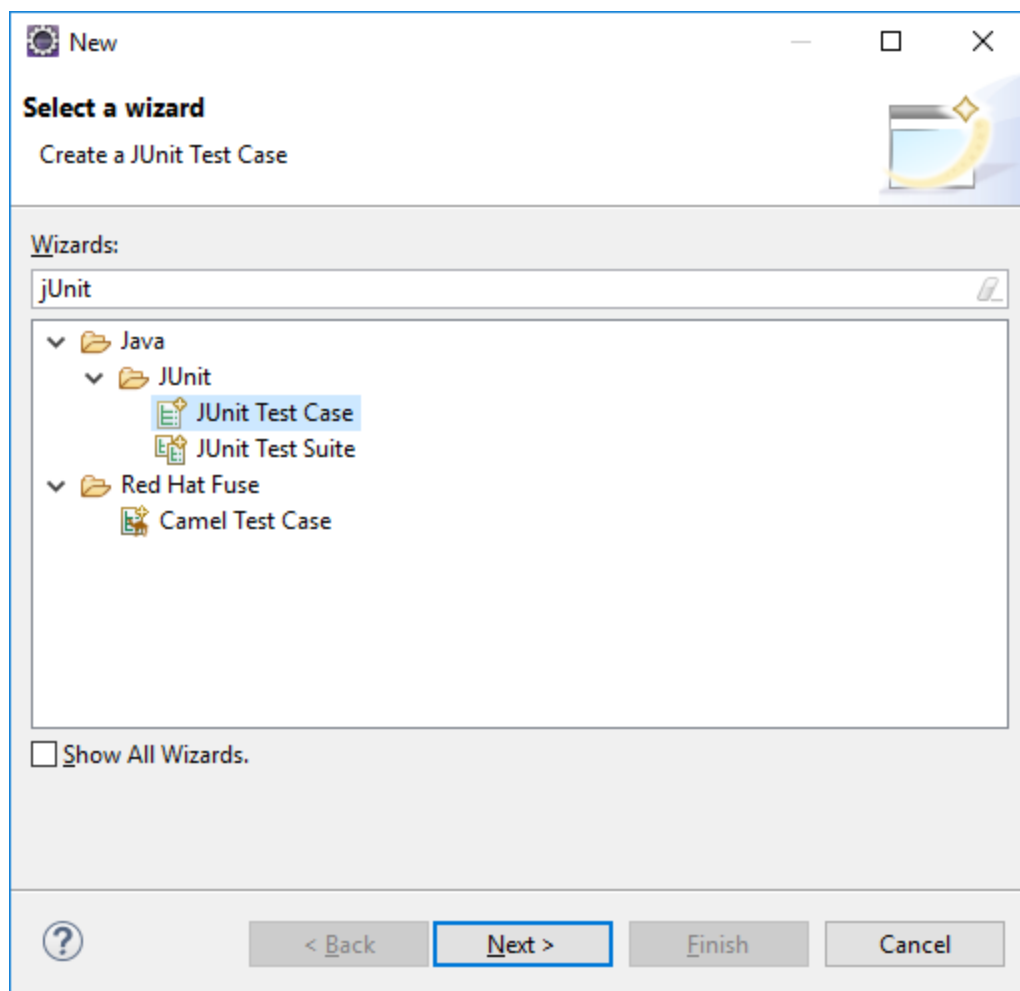 New
Select a wizard
Create a JUnit Test Case
Wizards:
jUnit
Java
JUnit
JUnit Test Case
JUnit Test Suite
Red Hat Fuse
Camel Test Case
Show All Wizards.
? < Back Next > Finish Cancel